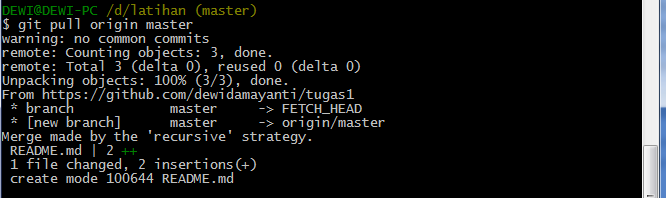 DEWI@DEWI-PC /d/latihan (master)
$ git pull origin master
warning: no common commits
remote: Counting objects: 3, done.
remote: Total 3 (delta 0), reused 0 (delta 0)
Unpacking objects: 100% (3/3), done.
From https://github.com/dewidamayanti/tugas1
 * branch            master     -> FETCH_HEAD
 * [new branch]      master     -> origin/master
Merge made by the 'recursive' strategy.
 README.md | 2 ++
 1 file changed, 2 insertions(+)
 create mode 100644 README.md